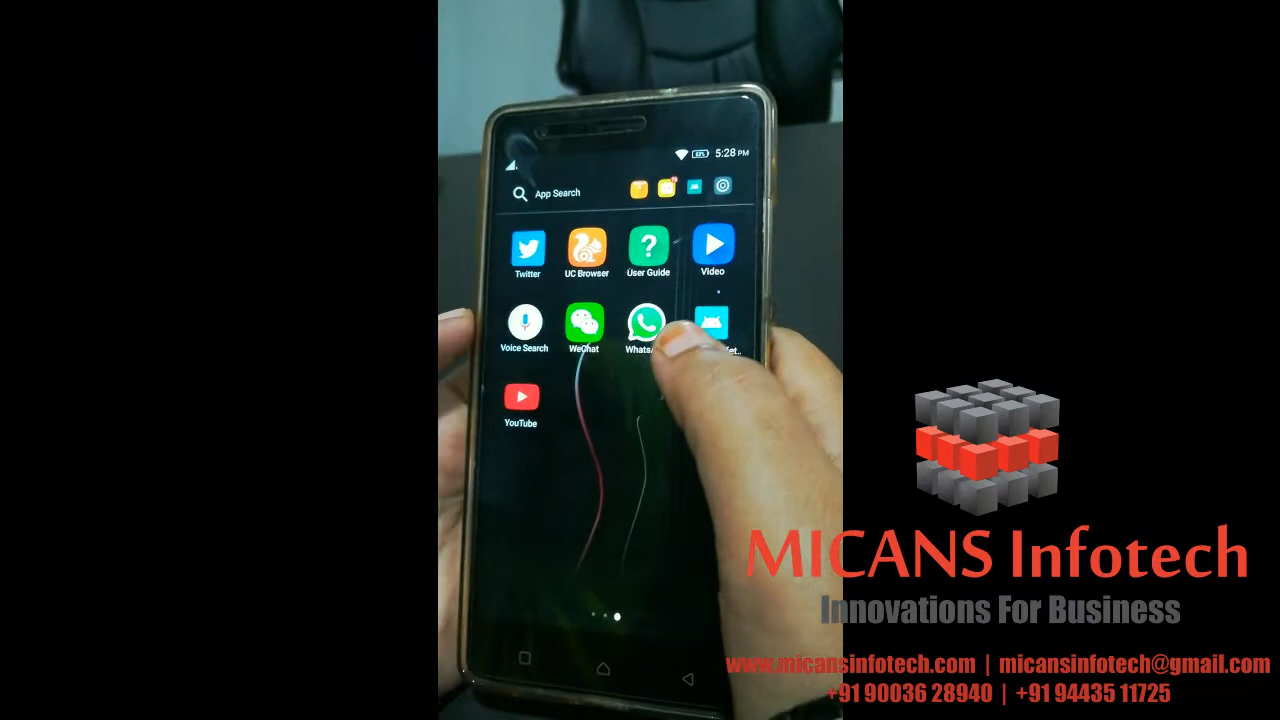 5:28 PM
App Search
Twitter
UC Browser
User Guide
Video
Voice Search
WeChat
YouTube
MICANS Infotech
Innovations For Business
www.micansinfotech.com | micansinfotech@gmail.com
+91 90036 28940 | +91 94435 11725